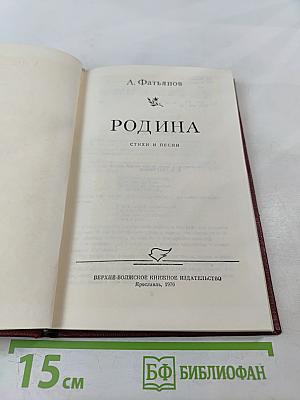 А. Фатьянов
РОДИНА
СТИХИ И ПЕСНИ
ВЕРХНЕ-ВОЛЖСКОЕ КНИЖНОЕ ИЗДАТЕЛЬСТВО
Ярославль, 1970
15 см
БФ БИБЛИОФАН